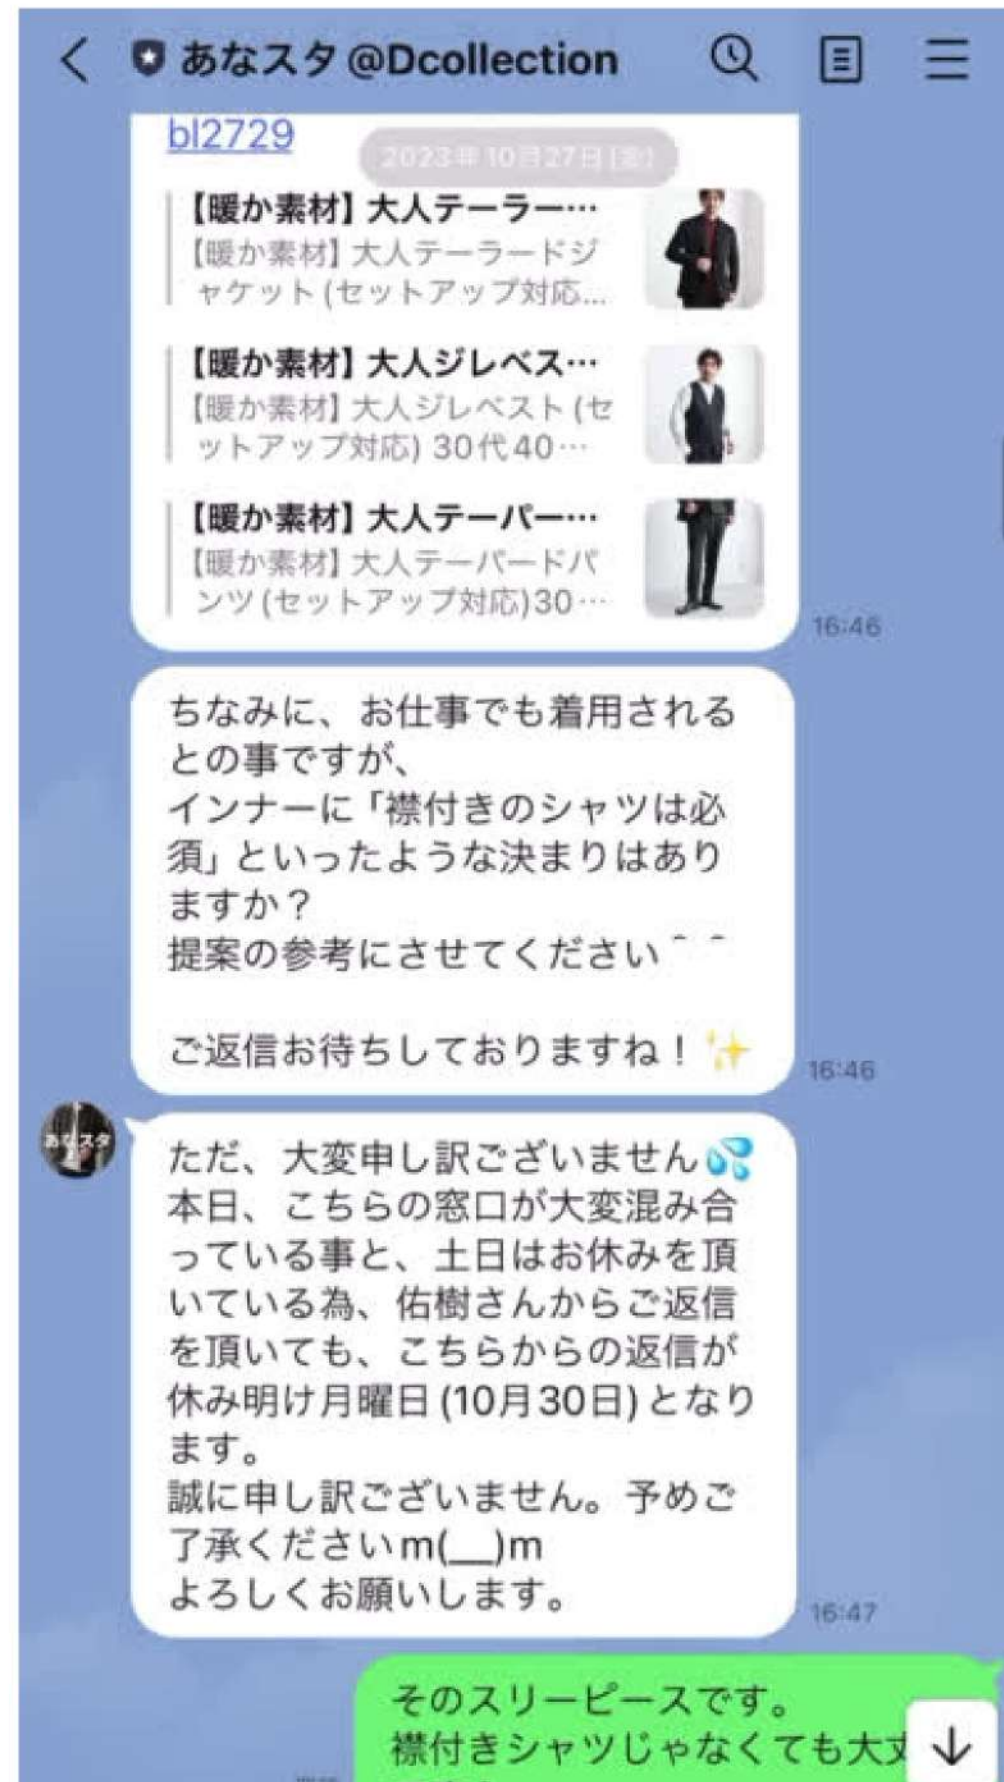 あなスタ@Dcollection
bl2729
2023年10月27日(金)
【暖か素材】大人テーラー…
【暖か素材】大人テーラードジ
ャケット(セットアップ対応...
【暖か素材】大人ジレベス…
【暖か素材】大人ジレベスト(セ
ットアップ対応) 30代40…
【暖か素材】大人テーパー…
【暖か素材】大人テーパードパ
ンツ(セットアップ対応)30…
16:46
ちなみに、お仕事でも着用される
との事ですが、
インナーに「襟付きのシャツは必
須」といったような決まりはあり
ますか？
提案の参考にさせてください＾＾
ご返信お待ちしておりますね！✨
16:46
あなスタ
ただ、大変申し訳ございません💦
本日、こちらの窓口が大変混み合
っている事と、土日はお休みを頂
いている為、佑樹さんからご返信
を頂いても、こちらからの返信が
休み明け月曜日(10月30日)となり
ます。
誠に申し訳ございません。予めご
了承くださいm(__)m
よろしくお願いします。
16:47
そのスリーピースです。
襟付きシャツじゃなくても大丈